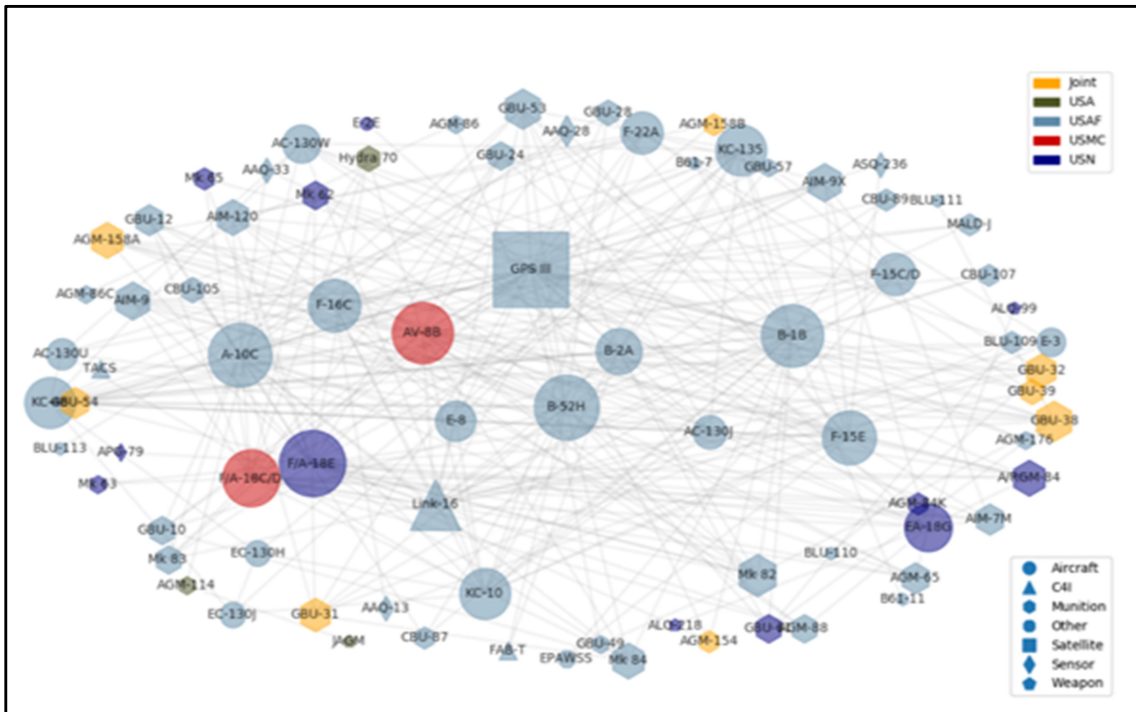 Joint
USA
USAF
USMC
USN
GBU-53
GBU-28
AGM-86
AAQ-28
F-22A
AGM-158B
E-2E
AC-130W
Hydra 70
GBU-24
B61-7
KC-135
GBU-57
AAQ-33
ASQ-236
AIM-9X
Mk 65
Mk 62
CBU-89
BLU-111
GBU-12
AIM-120
MALD-J
AGM-158A
GPS III
F-15C/D
CBU-107
AGM-86C
AIM-9
CBU-105
F-16C
ALQ-99
AV-8B
B-1B
BLU-109
E-3
AC-130U
A-10C
B-2A
TACS
GBU-32
GBU-39
GBU-54
B-52H
GBU-38
E-8
AC-130J
F-15E
AGM-176
BLU-113
APG-79
F/A-18E
F/A-18C/D
Mk 63
Link-16
AIM-7M
EA-18G
GBU-10
EC-130H
BLU-110
Mk 83
Mk 82
AGM-65
AGM-114
KC-10
B61-11
EC-130J
GBU-31
AAQ-13
ALQ-218
JAGM
CBU-87
AGM-154
GBU-49
FAB-T
EPAWSS
Mk 84
Aircraft
C4I
Munition
Other
Satellite
Sensor
Weapon